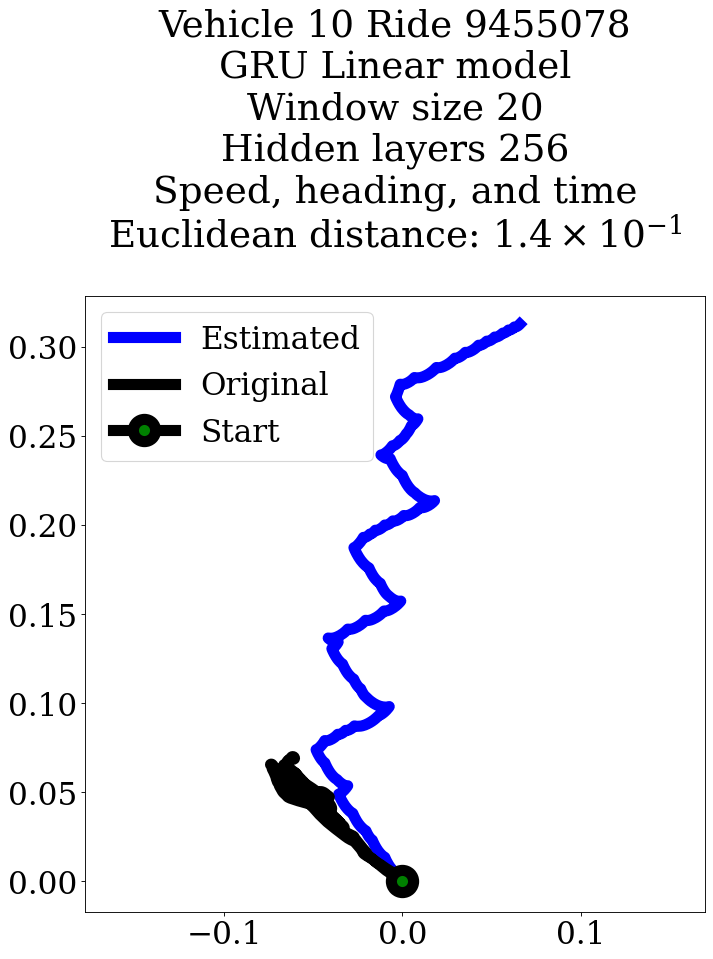 Vehicle 10 Ride 9455078
GRU Linear model
Window size 20
Hidden layers 256
Speed, heading, and time
Euclidean distance: 1.4 × 10⁻¹
Estimated
Original
Start
0.30
0.25
0.20
0.15
0.10
0.05
0.00
−0.1 0.0 0.1